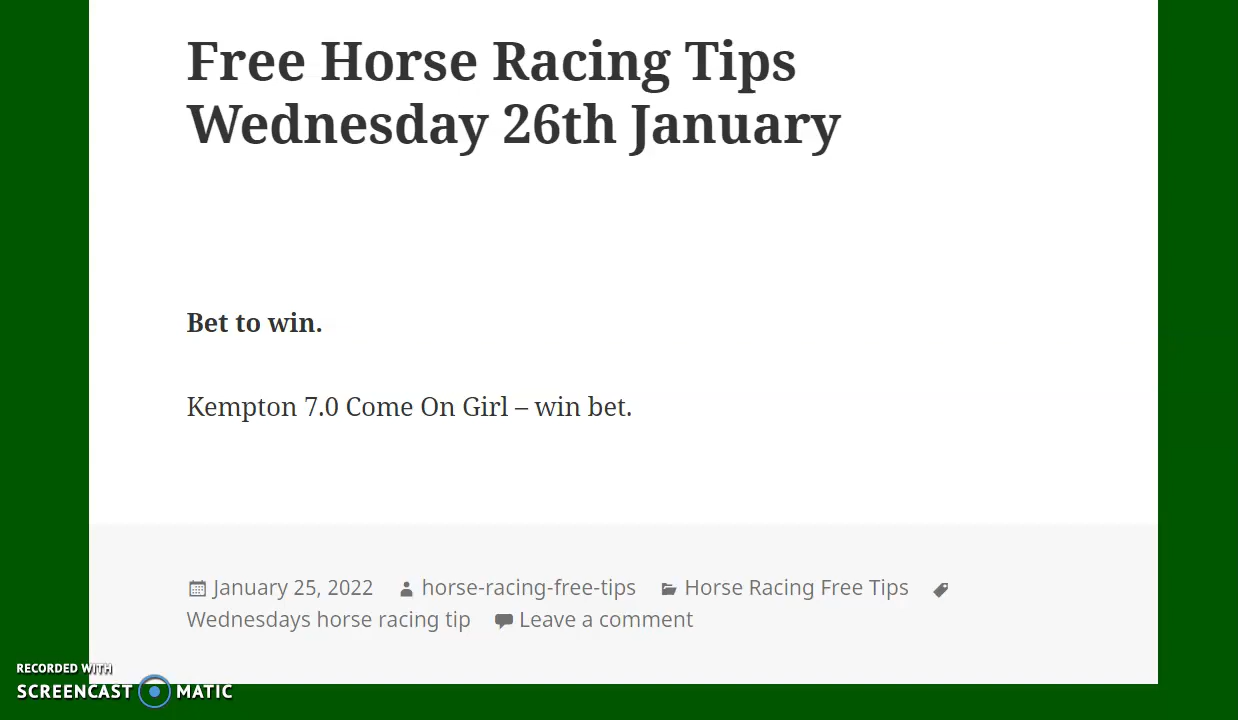 Free Horse Racing Tips
Wednesday 26th January
Bet to win.
Kempton 7.0 Come On Girl – win bet.
January 25, 2022 horse-racing-free-tips Horse Racing Free Tips
Wednesdays horse racing tip Leave a comment
RECORDED WITH
SCREENCAST MATIC